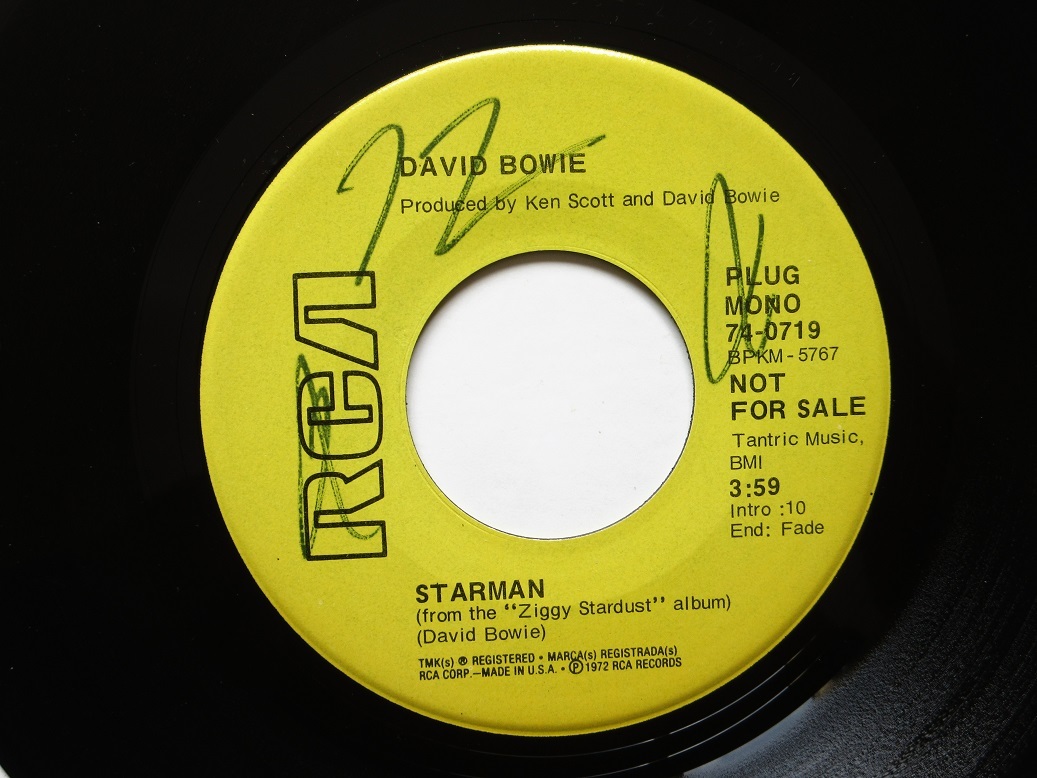 DAVID BOWIE
Produced by Ken Scott and David Bowie
RCA
PLUG
MONO
74-0719
BPKM-5767
NOT
FOR SALE
Tantric Music,
BMI
3:59
Intro :10
End: Fade
STARMAN
(from the “Ziggy Stardust” album)
(David Bowie)
TMK(s) ® REGISTERED • MARCA(s) REGISTRADA(s)
RCA CORP.—MADE IN U.S.A. • ℗ 1972 RCA RECORDS